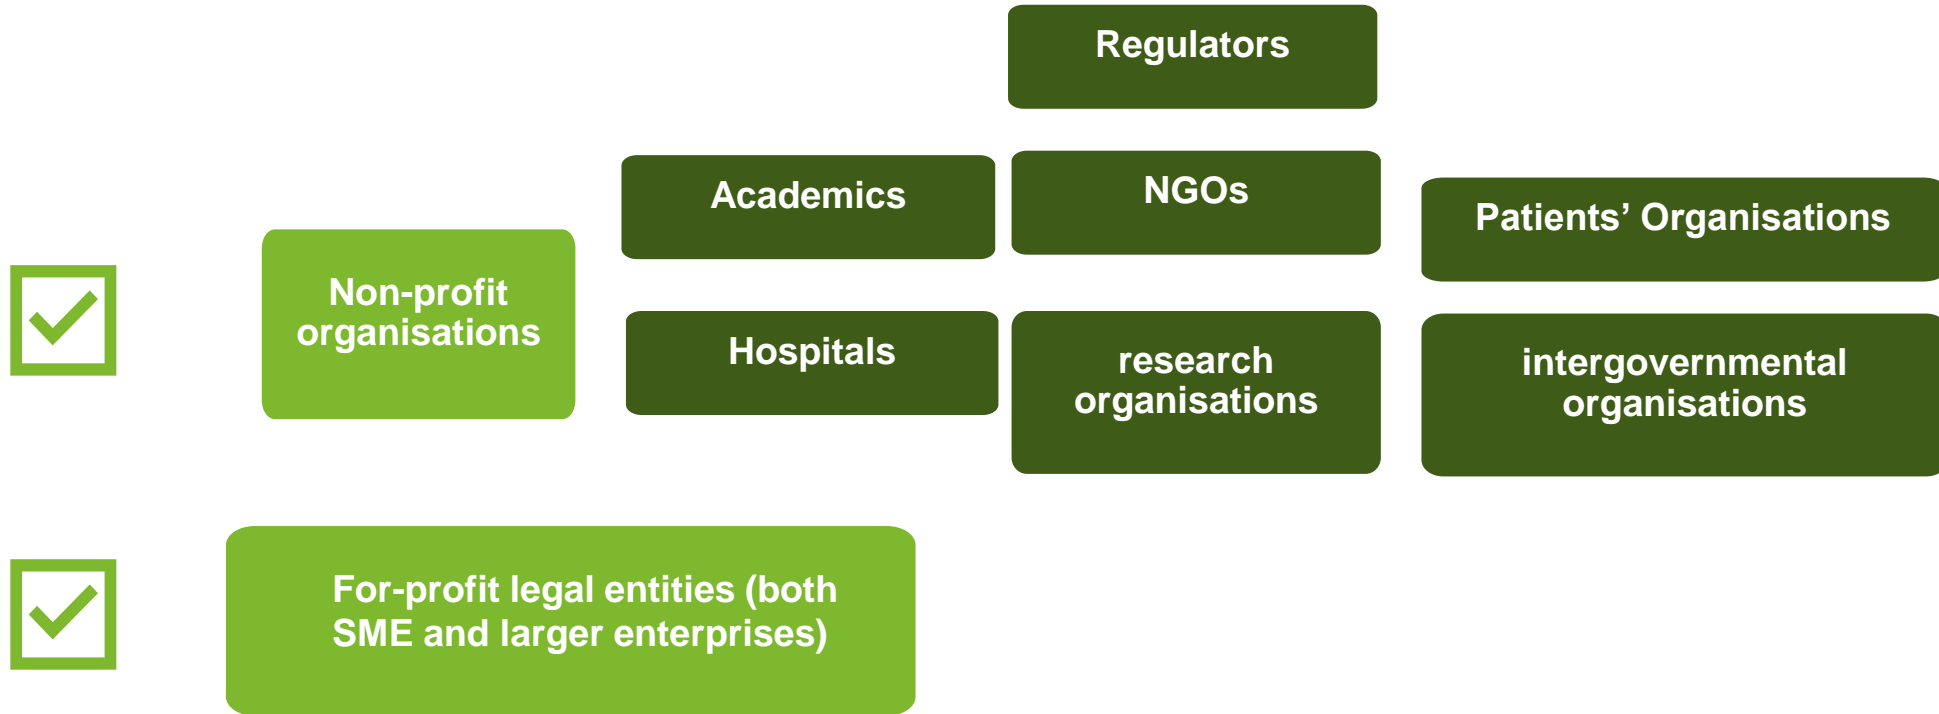 Regulators
Academics
NGOs
Patients’ Organisations
Non-profit
organisations
Hospitals
research
organisations
intergovernmental
organisations
For-profit legal entities (both
SME and larger enterprises)